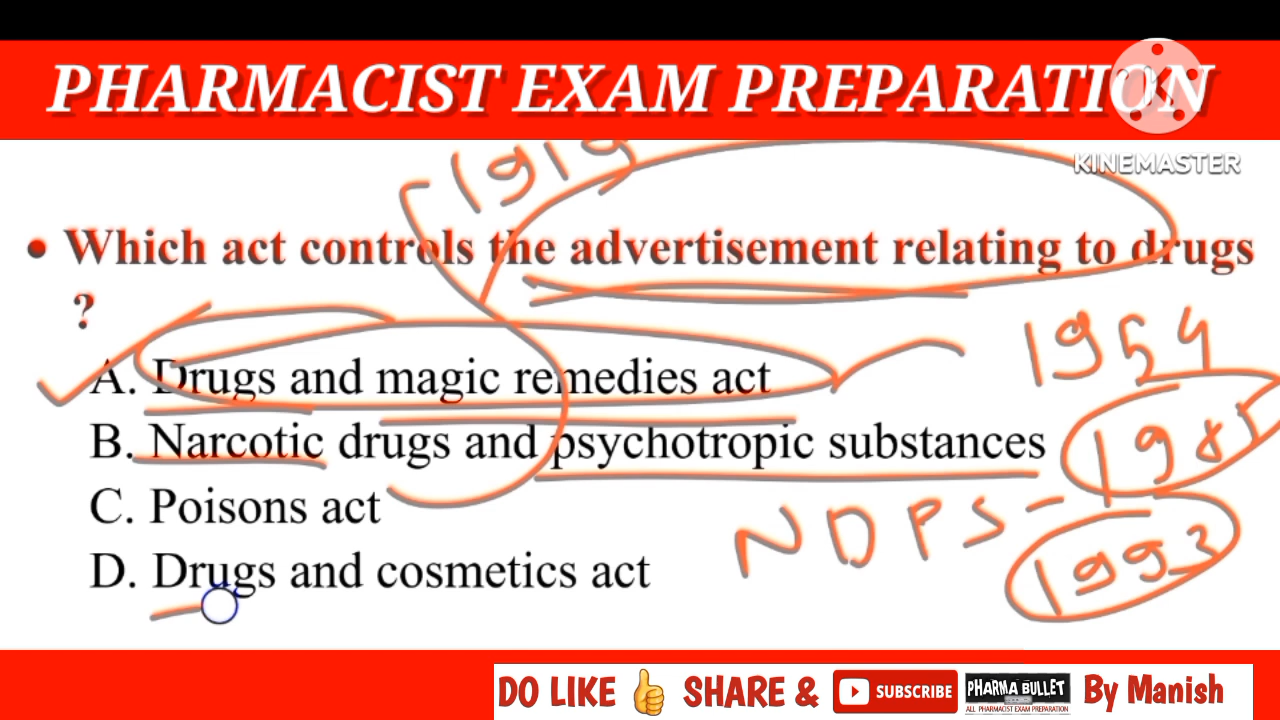 PHARMACIST EXAM PREPARATION
KINEMASTER
1919
• Which act controls the advertisement relating to drugs
?
A. Drugs and magic remedies act
1954
B. Narcotic drugs and psychotropic substances
1985
C. Poisons act
NDPS -
D. Drugs and cosmetics act
1993
DO LIKE 👍 SHARE & SUBSCRIBE PHARMA BULLET By Manish
ALL PHARMACIST EXAM PREPARATION